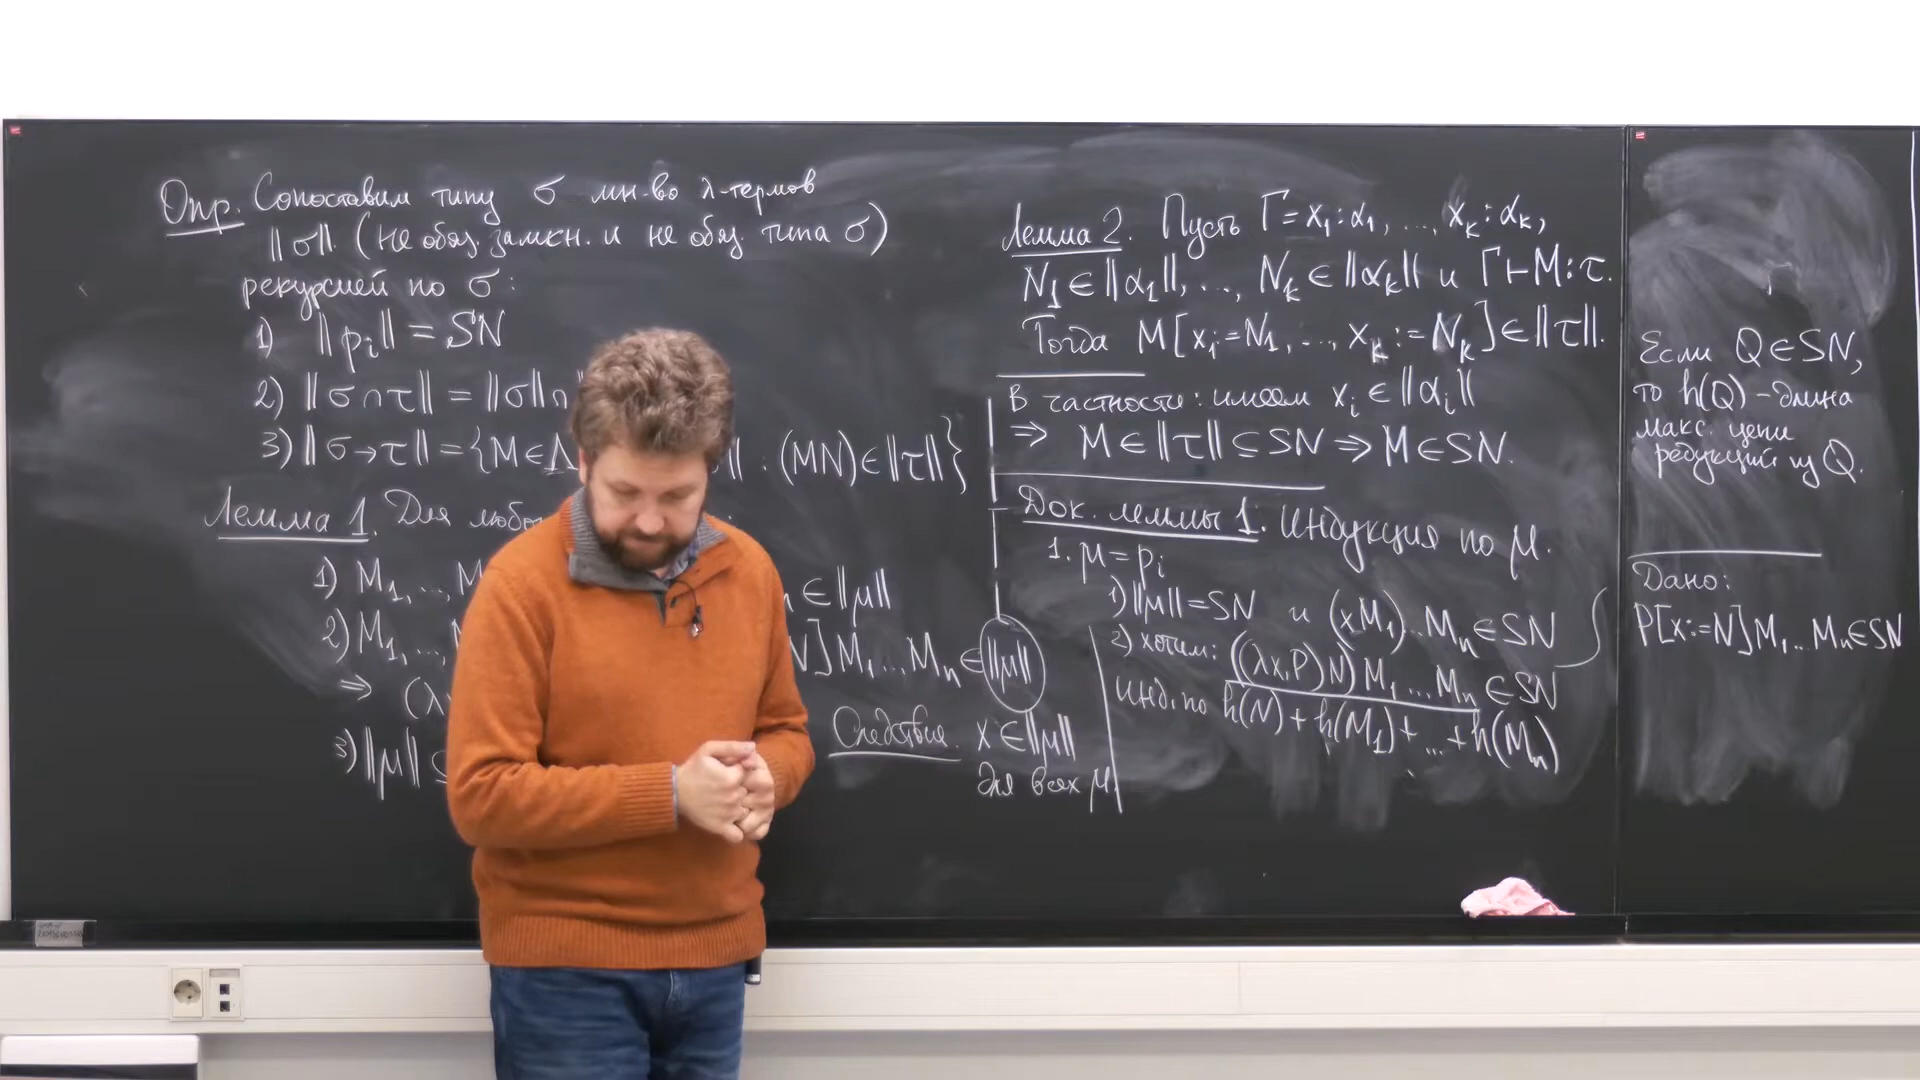 Опр. Сопоставим типу σ мн-во λ-термов
‖σ‖. (не обяз. замкн. и не обяз. типа σ)
рекурсией по σ:
1) ‖pᵢ‖ = SN
2) ‖σ∩τ‖ = ‖σ‖∩
3) ‖σ→τ‖ = {M∈Λ ‖ : (MN)∈‖τ‖}
Лемма 1. Для
1) M₁, ..., M ∈‖μ‖
2) M₁, ..., N]M₁...Mₙ∈‖μ‖
⇒ (λ
3) ‖μ‖ ⊆
Следствие. x∈‖μ‖
для всех μ.
Лемма 2. Пусть Γ = x₁:α₁, ..., xₖ:αₖ,
N₁∈‖α₁‖, ..., Nₖ∈‖αₖ‖ и Γ⊢M:τ.
Тогда M[x₁:=N₁, ..., xₖ:=Nₖ]∈‖τ‖.
В частности: имеем xᵢ∈‖αᵢ‖
⇒ M∈‖τ‖⊆SN ⇒ M∈SN.
Док. леммы 1. Индукция по μ.
1. μ = pᵢ
1) ‖μ‖=SN и (xM₁)...Mₙ∈SN
2) хотим: ((λx.P)N)M₁...Mₙ∈SN
Инд. по h(N)+h(M₁)+...+h(Mₙ)
Если Q∈SN,
то h(Q) – длина
макс. цепи
редукций из Q.
Дано:
P[x:=N]M₁...Mₙ∈SN